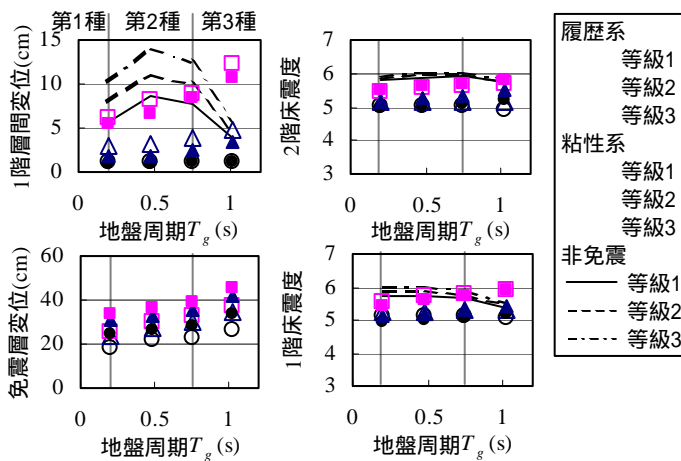 第1種 第2種 第3種
1階層間変位(cm)
15
10
5
0
0 0.5 1
地盤周期Tg (s)
2階床震度
7
6
5
4
3
0 0.5 1
地盤周期Tg (s)
免震層変位(cm)
60
40
20
0
0 0.5 1
地盤周期Tg (s)
1階床震度
7
6
5
4
3
0 0.5 1
地盤周期Tg (s)
履歴系
等級1
等級2
等級3
粘性系
等級1
等級2
等級3
非免震
等級1
等級2
等級3